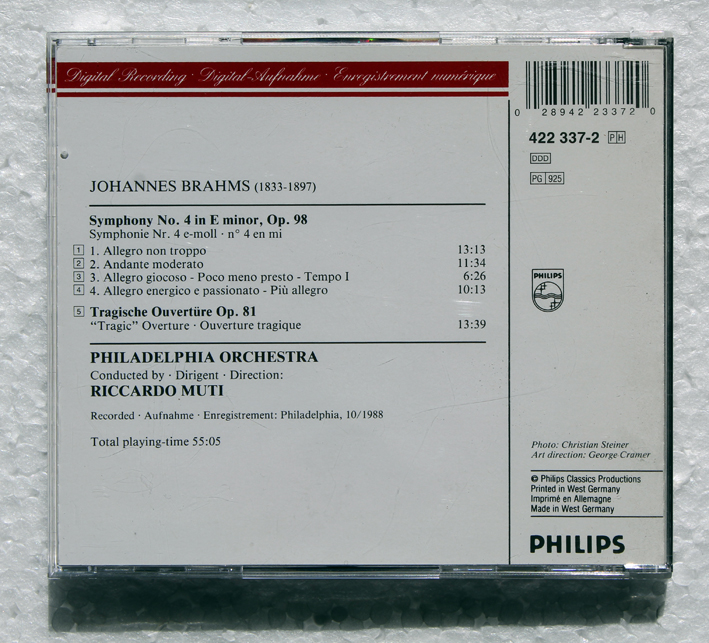 Digital Recording · Digital-Aufnahme · Enregistrement numérique
0 28942 23372 0
422 337-2 PH
DDD
PG 925
JOHANNES BRAHMS (1833-1897)
Symphony No. 4 in E minor, Op. 98
Symphonie Nr. 4 e-moll · n° 4 en mi
1 1. Allegro non troppo 13:13
2 2. Andante moderato 11:34
3 3. Allegro giocoso - Poco meno presto - Tempo I 6:26
4 4. Allegro energico e passionato - Più allegro 10:13
5 Tragische Ouvertüre Op. 81
“Tragic” Overture · Ouverture tragique 13:39
PHILADELPHIA ORCHESTRA
Conducted by · Dirigent · Direction:
RICCARDO MUTI
Recorded · Aufnahme · Enregistrement: Philadelphia, 10/1988
Total playing-time 55:05
PHILIPS
Photo: Christian Steiner
Art direction: George Cramer
© Philips Classics Productions
Printed in West Germany
Imprimé en Allemagne
Made in West Germany
PHILIPS